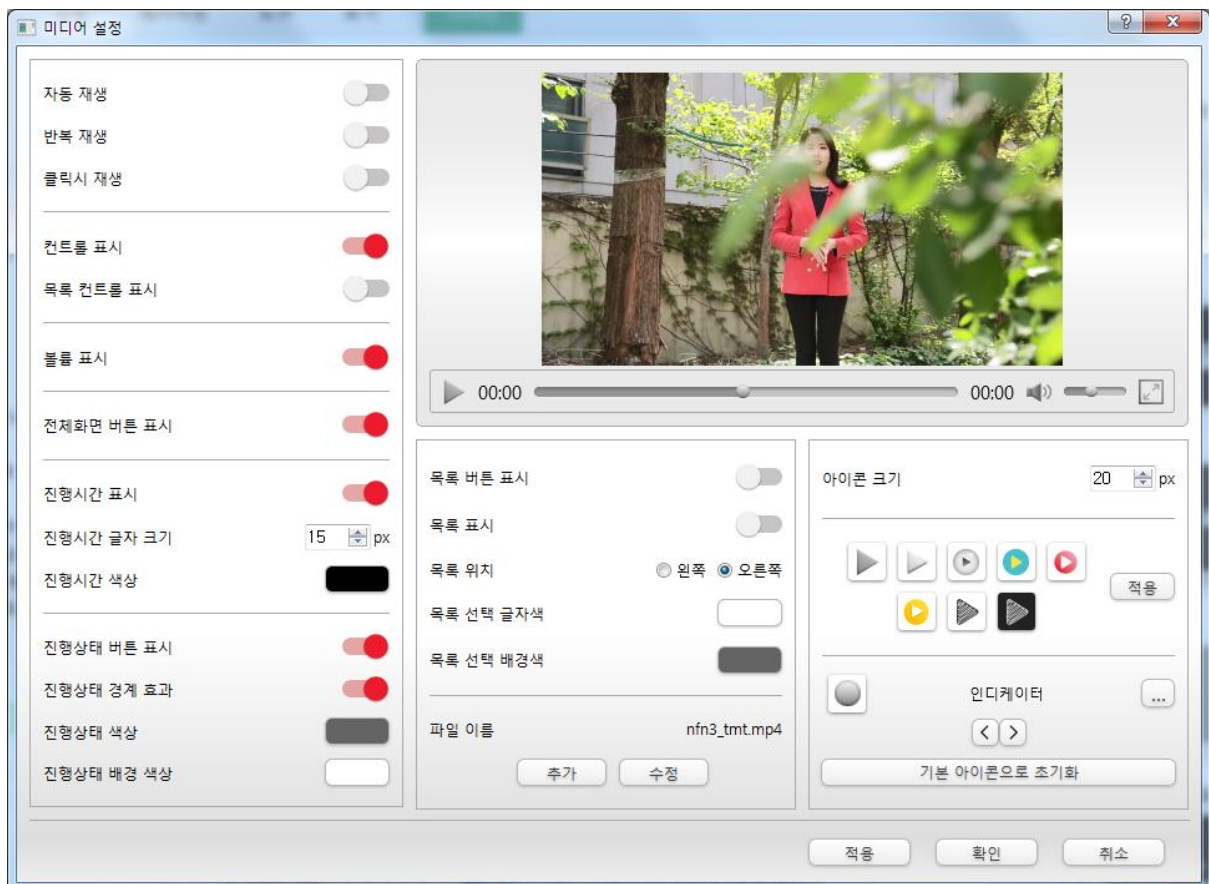 미디어 설정
자동 재생
반복 재생
클릭시 재생
컨트롤 표시
목록 컨트롤 표시
볼륨 표시
전체화면 버튼 표시
진행시간 표시
진행시간 글자 크기 15 px
진행시간 색상
진행상태 버튼 표시
진행상태 경계 효과
진행상태 색상
진행상태 배경 색상
00:00 00:00
목록 버튼 표시
목록 표시
목록 위치 왼쪽 오른쪽
목록 선택 글자색
목록 선택 배경색
파일 이름 nfn3_tmt.mp4
추가 수정
아이콘 크기 20 px
적용
인디케이터 ...
< >
기본 아이콘으로 초기화
적용 확인 취소